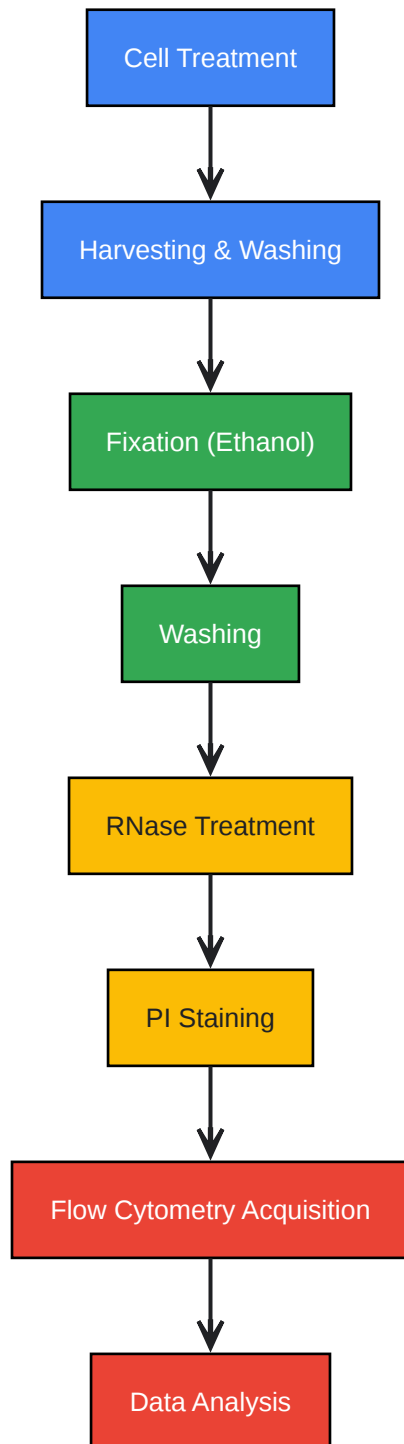 Cell Treatment
Harvesting & Washing
Fixation (Ethanol)
Washing
RNase Treatment
PI Staining
Flow Cytometry Acquisition
Data Analysis